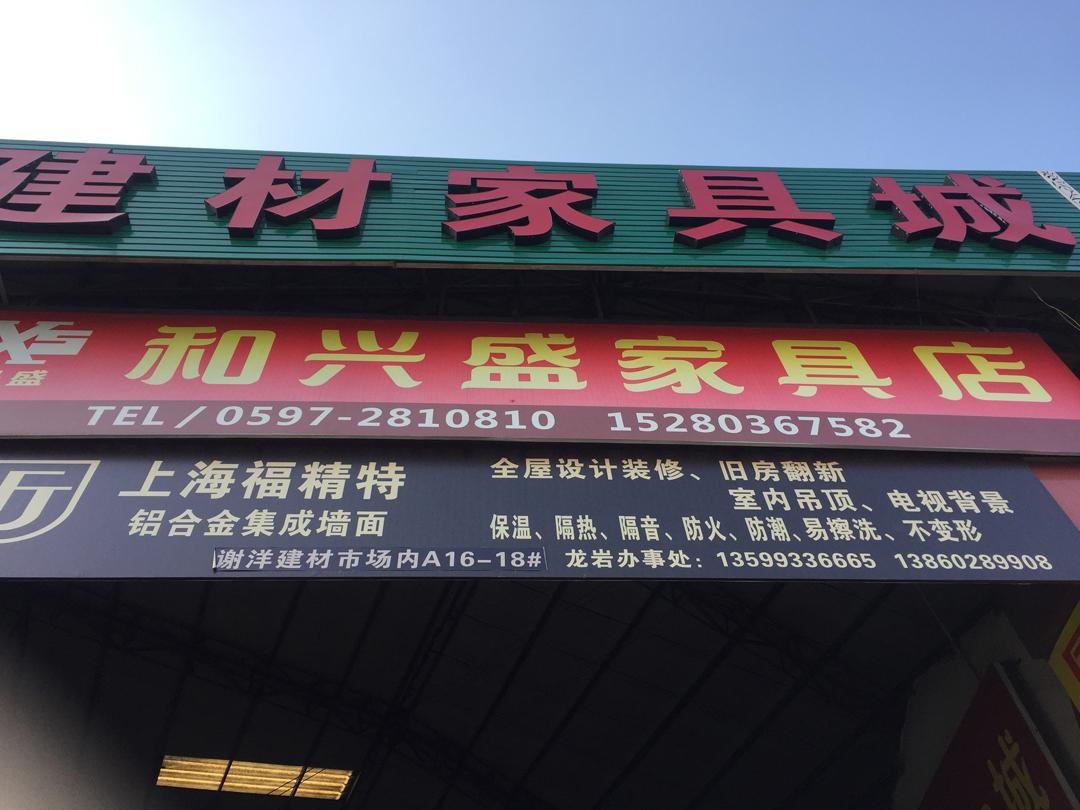 建材家具城
XS
盛
和兴盛家具店
TEL/0597-2810810 15280367582
上海福精特
铝合金集成墙面
全屋设计装修、旧房翻新
室内吊顶、电视背景
保温、隔热、隔音、防火、防潮、易擦洗、不变形
谢洋建材市场内A16-18#
龙岩办事处：13599336665 13860289908
城